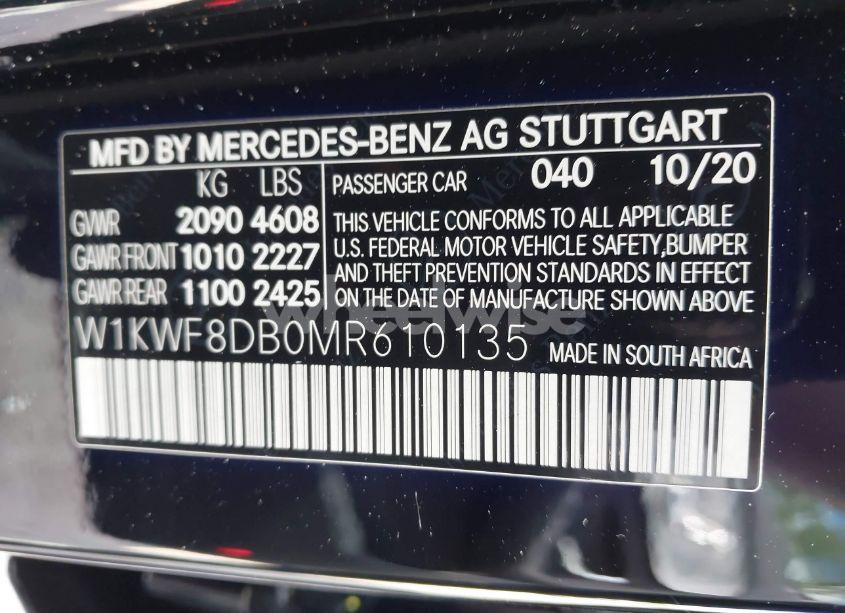 MFD BY MERCEDES-BENZ AG STUTTGART
KG LBS
GVWR 2090 4608
GAWR FRONT 1010 2227
GAWR REAR 1100 2425
PASSENGER CAR 040 10/20
THIS VEHICLE CONFORMS TO ALL APPLICABLE
U.S. FEDERAL MOTOR VEHICLE SAFETY,BUMPER
AND THEFT PREVENTION STANDARDS IN EFFECT
ON THE DATE OF MANUFACTURE SHOWN ABOVE
wheelwise
W1KWF8DB0MR610135 MADE IN SOUTH AFRICA